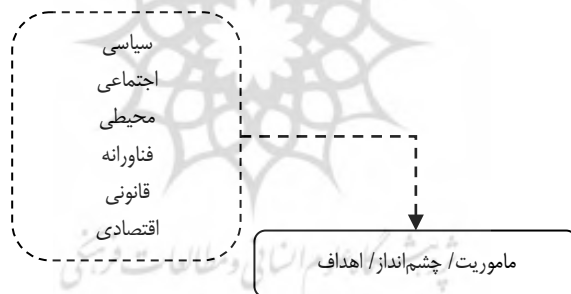 سیاسی
اجتماعی
محیطی
فناورانه
قانونی
اقتصادی
ماموریت/ چشم‌انداز/ اهداف